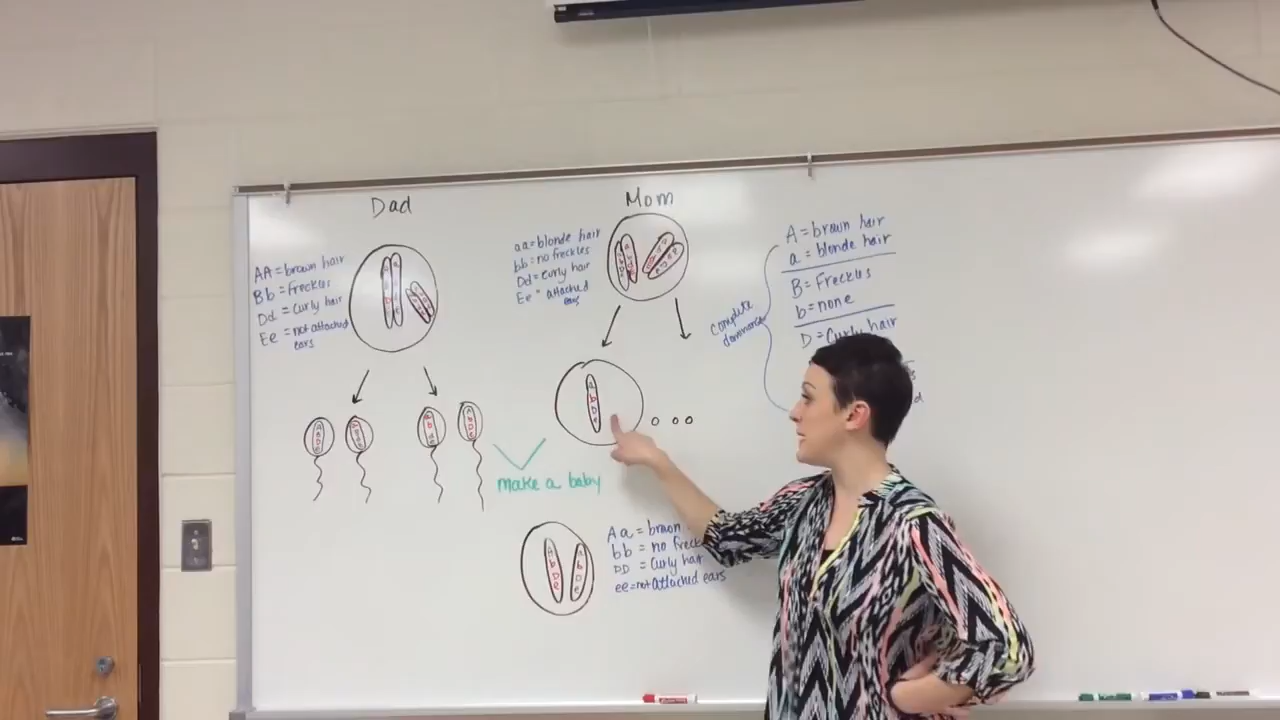 Dad
Mom
AA = brown hair
Bb = Freckles
Dd = curly hair
Ee = not attached
ears
aa = blonde hair
bb = no freckles
Dd = curly hair
Ee = attached
ears
complete
dominance
A = brown hair
a = blonde hair
B = Freckles
b = none
D = Curly hair
make a baby
Aa = brown
bb = no freck
DD = curly hair
ee = not attached ears